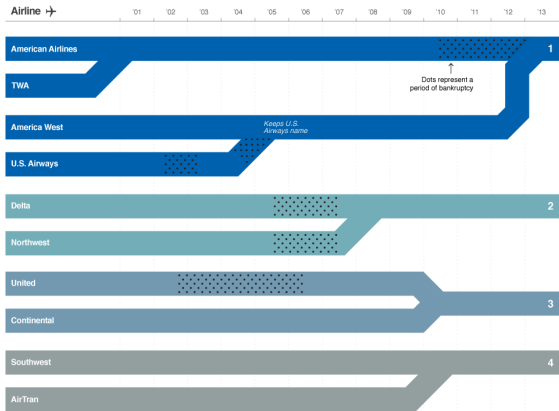 Airline
'01 '02 '03 '04 '05 '06 '07 '08 '09 '10 '11 '12 '13
American Airlines 1
Dots represent a
period of bankruptcy
TWA
America West
Keeps U.S.
Airways name
U.S. Airways
Delta 2
Northwest
United
3
Continental
Southwest 4
AirTran